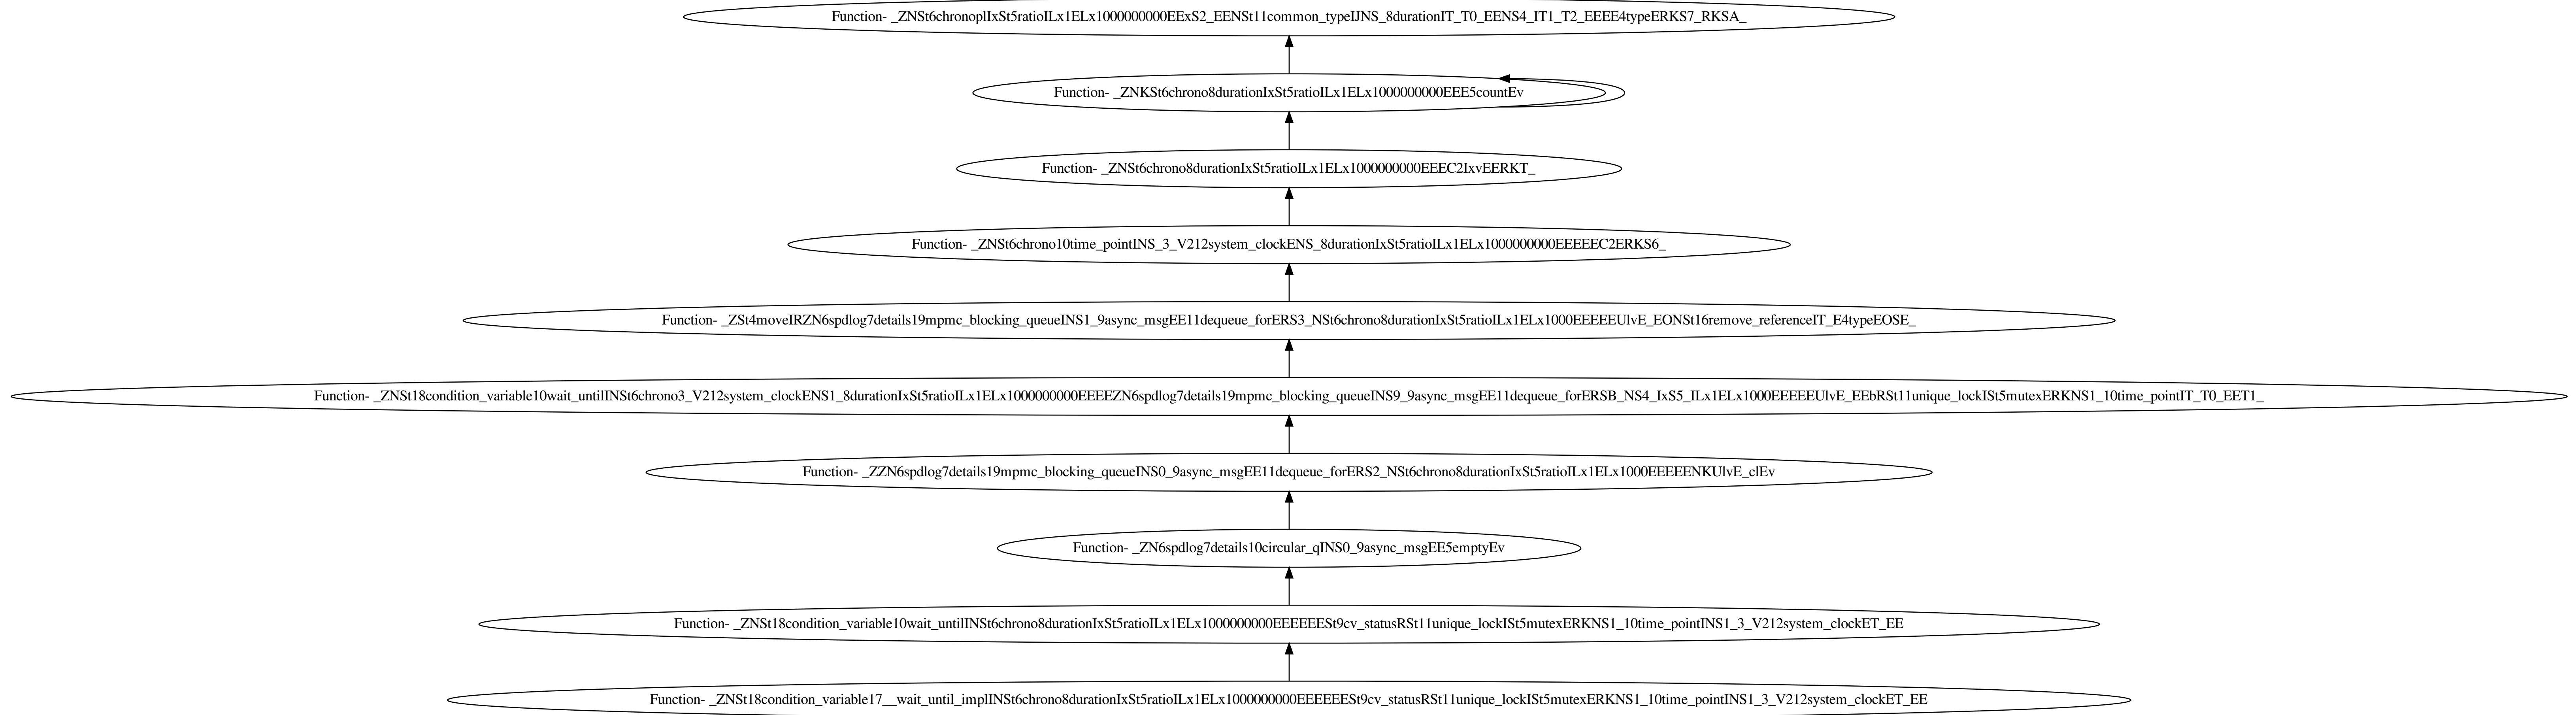 Function- _ZNSt6chronoplIxSt5ratioILx1ELx1000000000EExS2_EENSt11common_typeIJNS_8durationIT_T0_EENS4_IT1_T2_EEEE4typeERKS7_RKSA_
Function- _ZNKSt6chrono8durationIxSt5ratioILx1ELx1000000000EEE5countEv
Function- _ZNSt6chrono8durationIxSt5ratioILx1ELx1000000000EEEC2IxvEERKT_
Function- _ZNSt6chrono10time_pointINS_3_V212system_clockENS_8durationIxSt5ratioILx1ELx1000000000EEEEEC2ERKS6_
Function- _ZSt4moveIRZN6spdlog7details19mpmc_blocking_queueINS1_9async_msgEE11dequeue_forERS3_NSt6chrono8durationIxSt5ratioILx1ELx1000EEEEEUlvE_EONSt16remove_referenceIT_E4typeEOSE_
Function- _ZNSt18condition_variable10wait_untilINSt6chrono3_V212system_clockENS1_8durationIxSt5ratioILx1ELx1000000000EEEEZN6spdlog7details19mpmc_blocking_queueINS9_9async_msgEE11dequeue_forERSB_NS4_IxS5_ILx1ELx1000EEEEEUlvE_EEbRSt11unique_lockISt5mutexERKNS1_10time_pointIT_T0_EET1_
Function- _ZZN6spdlog7details19mpmc_blocking_queueINS0_9async_msgEE11dequeue_forERS2_NSt6chrono8durationIxSt5ratioILx1ELx1000EEEEENKUlvE_clEv
Function- _ZN6spdlog7details10circular_qINS0_9async_msgEE5emptyEv
Function- _ZNSt18condition_variable10wait_untilINSt6chrono8durationIxSt5ratioILx1ELx1000000000EEEEEESt9cv_statusRSt11unique_lockISt5mutexERKNS1_10time_pointINS1_3_V212system_clockET_EE
Function- _ZNSt18condition_variable17__wait_until_implINSt6chrono8durationIxSt5ratioILx1ELx1000000000EEEEEESt9cv_statusRSt11unique_lockISt5mutexERKNS1_10time_pointINS1_3_V212system_clockET_EE